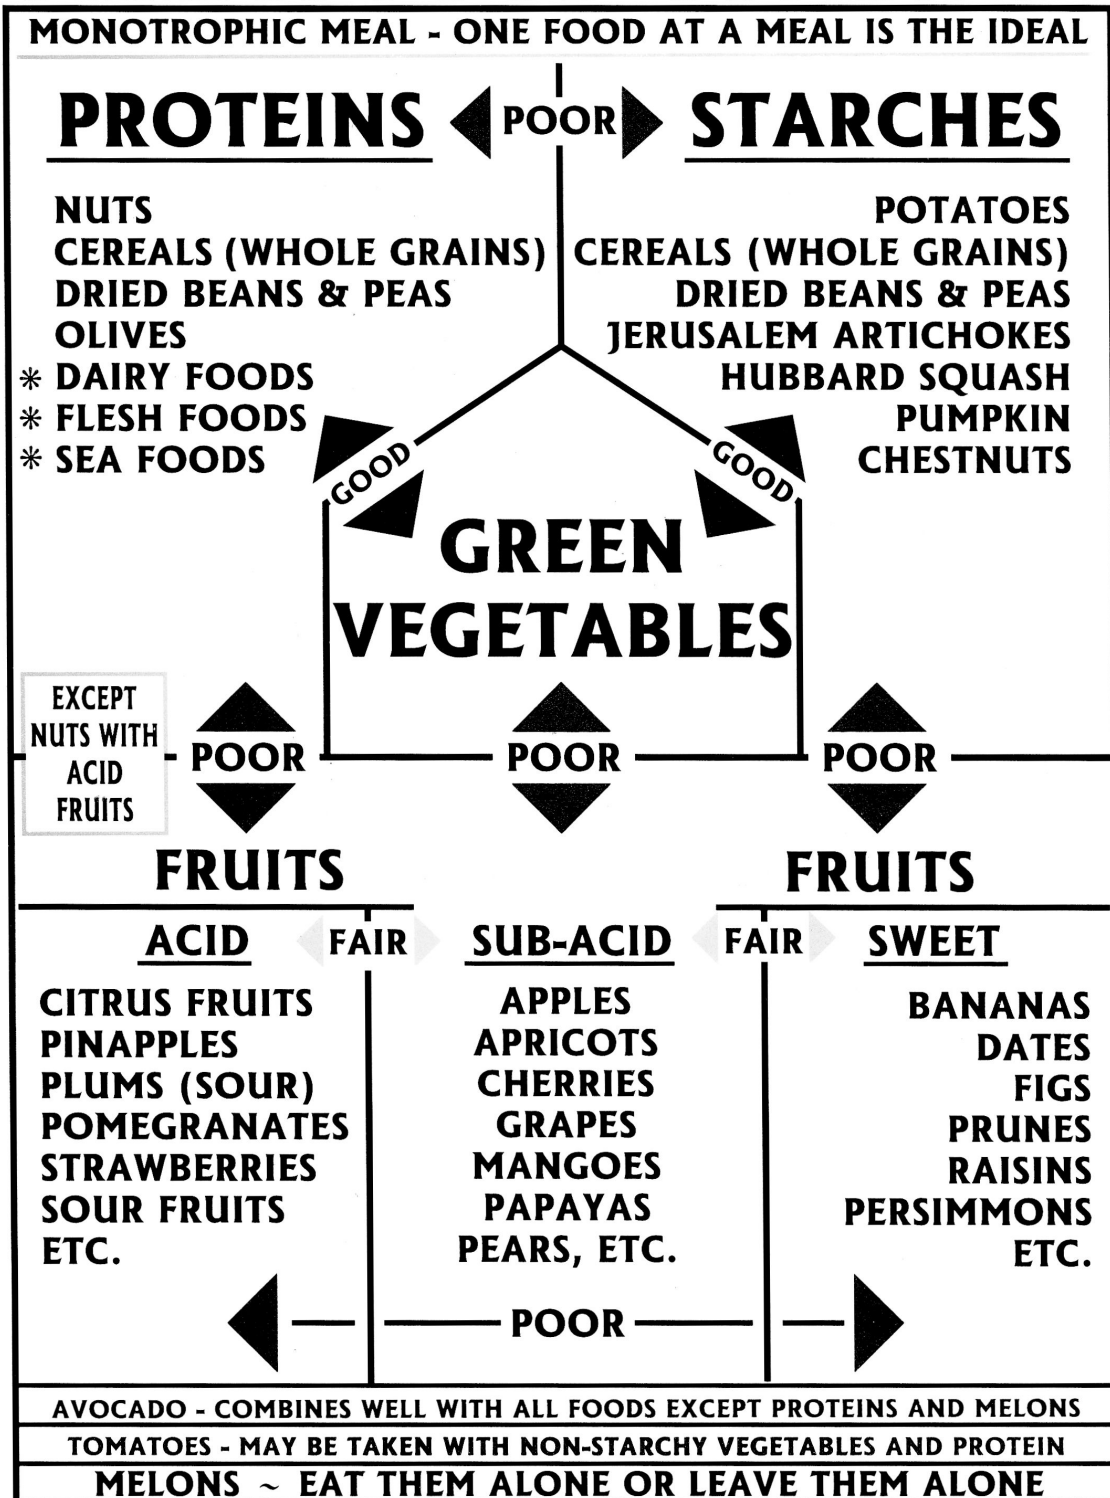 MONOTROPHIC MEAL - ONE FOOD AT A MEAL IS THE IDEAL
PROTEINS
POOR
STARCHES
NUTS
CEREALS (WHOLE GRAINS)
DRIED BEANS & PEAS
OLIVES
* DAIRY FOODS
* FLESH FOODS
* SEA FOODS
POTATOES
CEREALS (WHOLE GRAINS)
DRIED BEANS & PEAS
JERUSALEM ARTICHOKES
HUBBARD SQUASH
PUMPKIN
CHESTNUTS
GOOD
GOOD
GREEN
VEGETABLES
EXCEPT
NUTS WITH
ACID
FRUITS
POOR
POOR
POOR
FRUITS
FRUITS
ACID
FAIR
SUB-ACID
FAIR
SWEET
CITRUS FRUITS
PINAPPLES
PLUMS (SOUR)
POMEGRANATES
STRAWBERRIES
SOUR FRUITS
ETC.
APPLES
APRICOTS
CHERRIES
GRAPES
MANGOES
PAPAYAS
PEARS, ETC.
BANANAS
DATES
FIGS
PRUNES
RAISINS
PERSIMMONS
ETC.
POOR
AVOCADO - COMBINES WELL WITH ALL FOODS EXCEPT PROTEINS AND MELONS
TOMATOES - MAY BE TAKEN WITH NON-STARCHY VEGETABLES AND PROTEIN
MELONS ~ EAT THEM ALONE OR LEAVE THEM ALONE